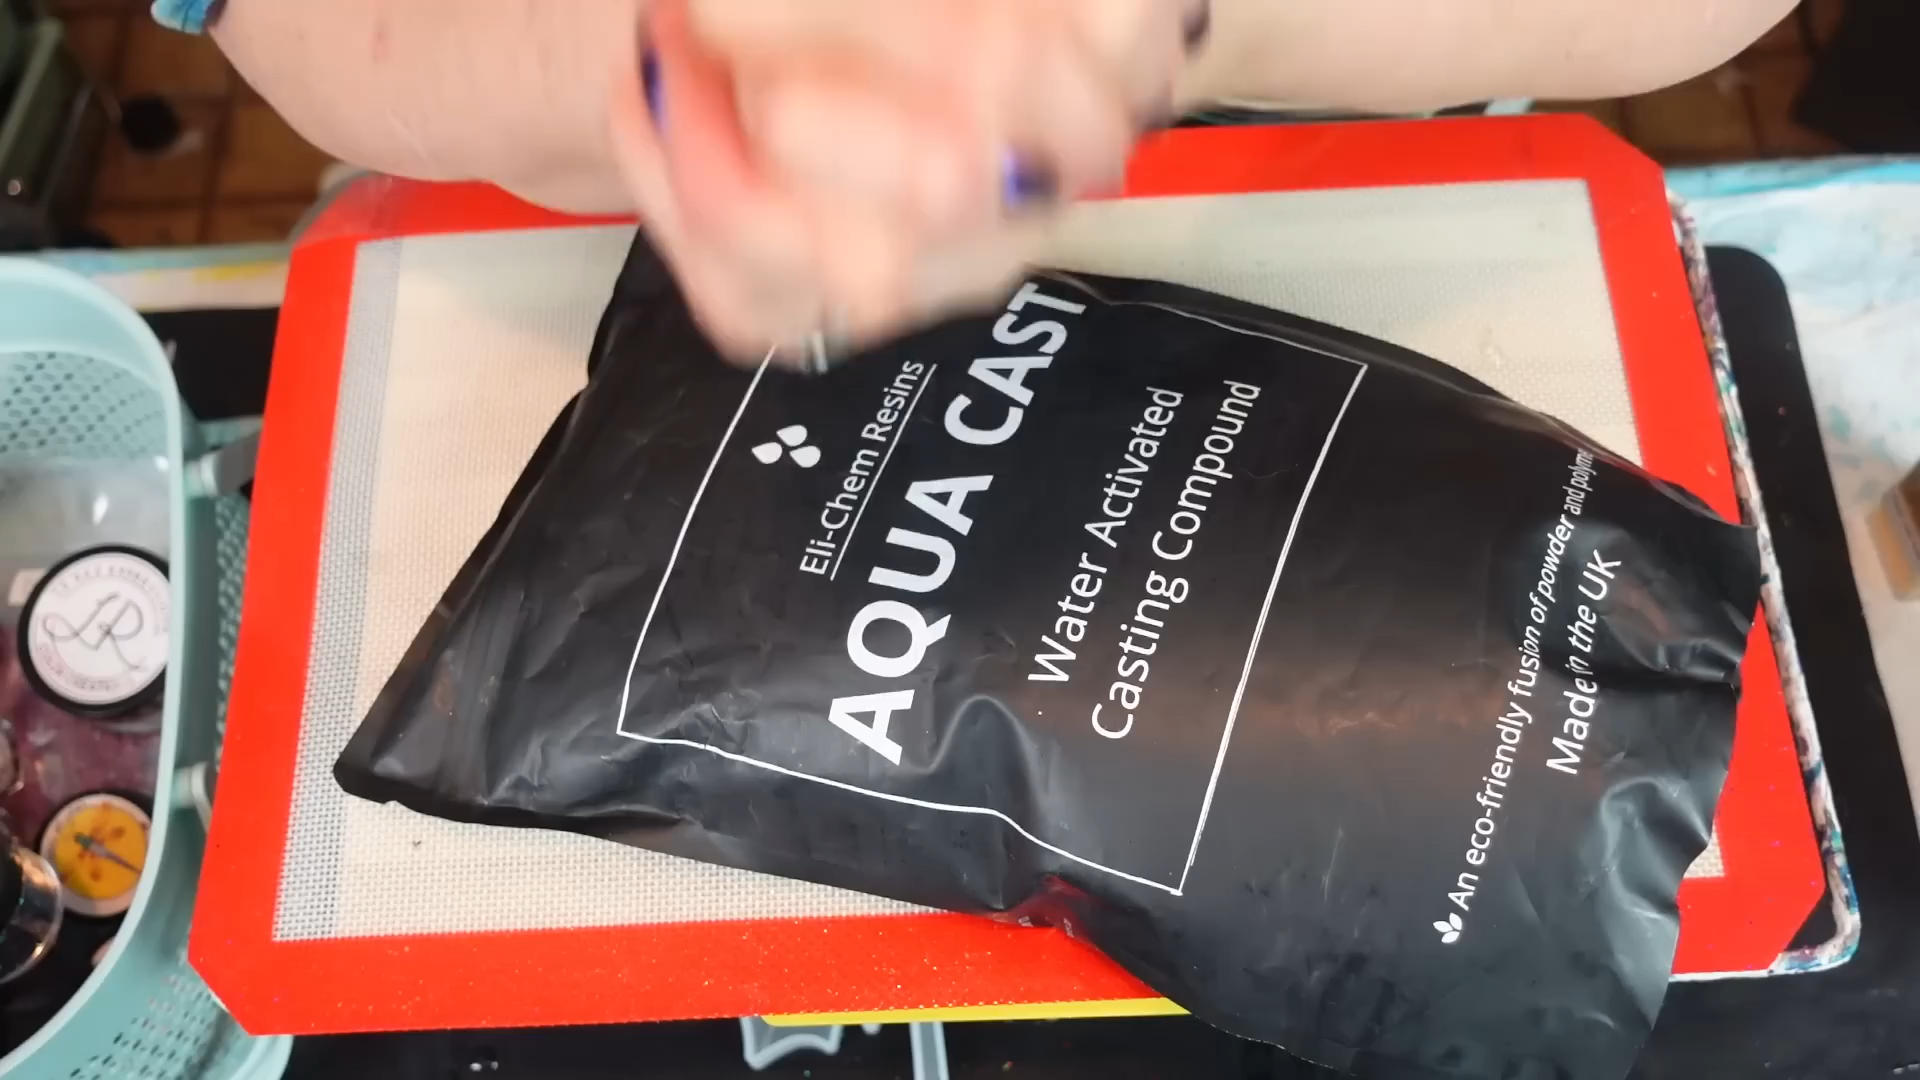 Eli-Chem Resins
AQUA CAST
Water Activated
Casting Compound
An eco-friendly fusion of powder and
Made in the UK